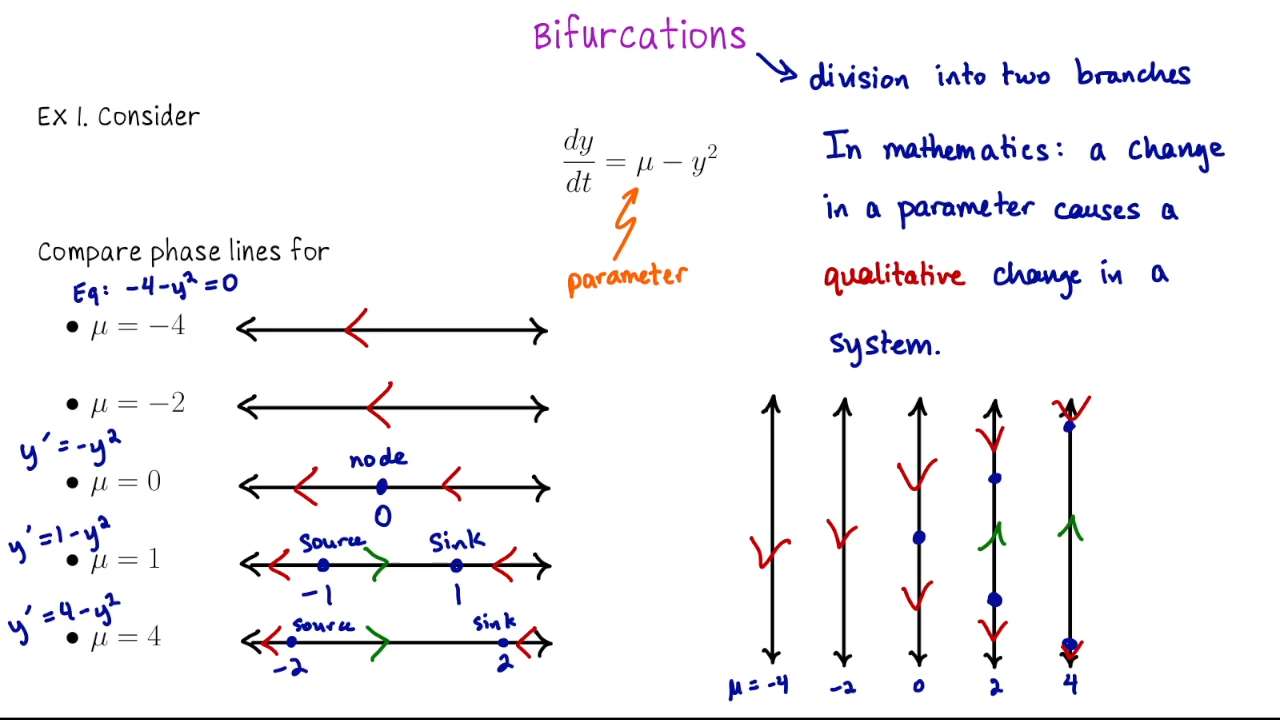 Bifurcations
division into two branches
In mathematics: a change
in a parameter causes a
qualitative change in a
system.
Ex 1. Consider
dy/dt = μ − y²
parameter
Compare phase lines for
Eq: -4-y²=0
• μ = −4
• μ = −2
y' = -y²
• μ = 0
node
0
y' = 1-y²
• μ = 1
Source Sink
-1 1
y' = 4-y²
• μ = 4
source sink
-2 2
μ = -4 -2 0 2 4